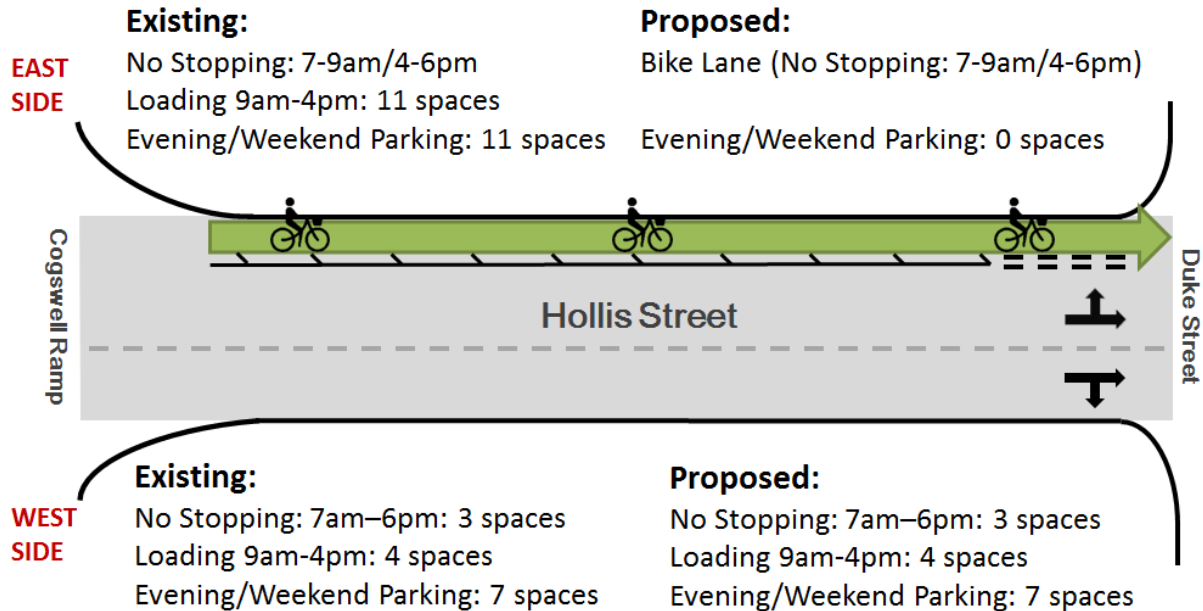 Existing:
No Stopping: 7-9am/4-6pm
Loading 9am-4pm: 11 spaces
Evening/Weekend Parking: 11 spaces
Proposed:
Bike Lane (No Stopping: 7-9am/4-6pm)
Evening/Weekend Parking: 0 spaces
EAST
SIDE
Cogswell Ramp
Hollis Street
Duke Street
WEST
SIDE
Existing:
No Stopping: 7am–6pm: 3 spaces
Loading 9am-4pm: 4 spaces
Evening/Weekend Parking: 7 spaces
Proposed:
No Stopping: 7am–6pm: 3 spaces
Loading 9am-4pm: 4 spaces
Evening/Weekend Parking: 7 spaces